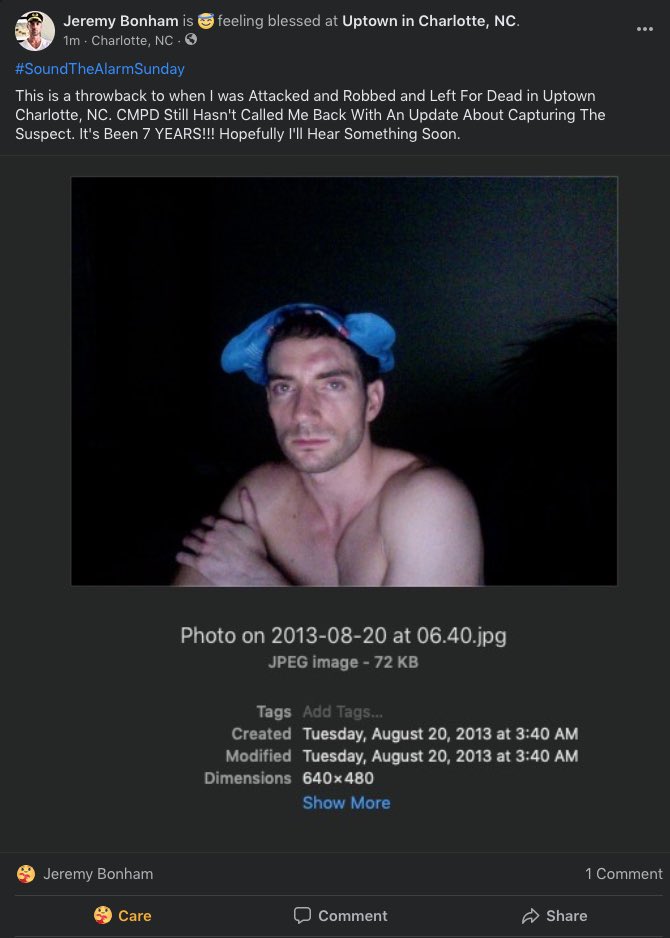 Jeremy Bonham is 😇 feeling blessed at Uptown in Charlotte, NC.
1m · Charlotte, NC ·
#SoundTheAlarmSunday
This is a throwback to when I was Attacked and Robbed and Left For Dead in Uptown
Charlotte, NC. CMPD Still Hasn't Called Me Back With An Update About Capturing The
Suspect. It's Been 7 YEARS!!! Hopefully I'll Hear Something Soon.
Photo on 2013-08-20 at 06.40.jpg
JPEG image - 72 KB
Tags Add Tags...
Created Tuesday, August 20, 2013 at 3:40 AM
Modified Tuesday, August 20, 2013 at 3:40 AM
Dimensions 640×480
Show More
Jeremy Bonham 1 Comment
Care Comment Share